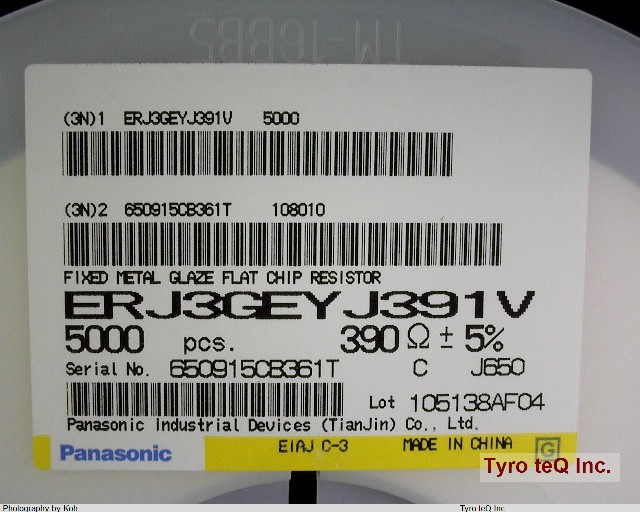 TM-16BB5
(3N)1 ERJ3GEYJ391V 5000
(3N)2 650915CB361T 108010
FIXED METAL GLAZE FLAT CHIP RESISTOR
ERJ3GEYJ391V
5000 pcs. 390 Ω ± 5%
Serial No. 650915CB361T C J650
Lot 105138AF04
Panasonic Industrial Devices (TianJin) Co., Ltd.
Panasonic EIAJ C-3 MADE IN CHINA G
Tyro teQ Inc.
Photography by Koh Tyro teQ Inc